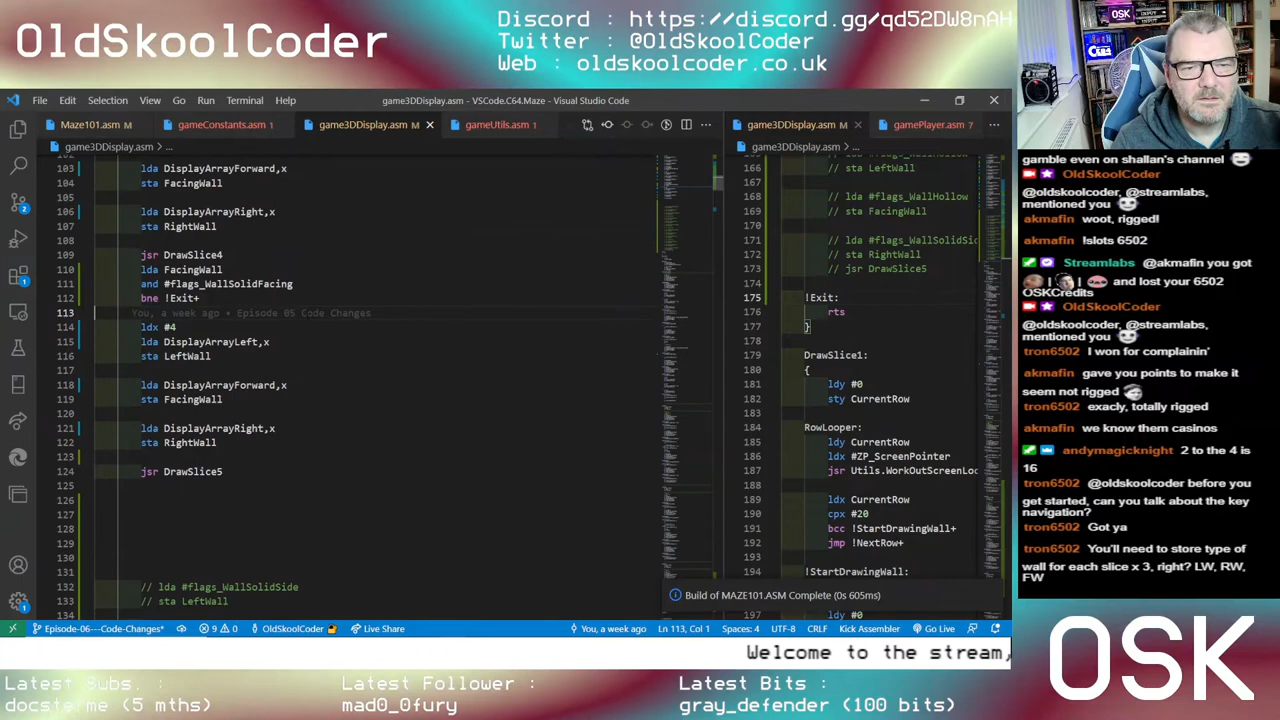 OldSkoolCoder
Discord : https://discord.gg/qd52DW8nAH
Twitter : @OldSkoolCoder
Web : oldskoolcoder.co.uk
File Edit Selection View Go Run Terminal Help
game3DDisplay.asm - VSCode.C64.Maze - Visual Studio Code
Maze101.asm M
gameConstants.asm 1
game3DDisplay.asm M
gameUtils.asm 1
game3DDisplay.asm M
gamePlayer.asm 7
game3DDisplay.asm > ...
game3DDisplay.asm > ...
103 lda DisplayArrayForward,x
104 sta FacingWall
105
106 lda DisplayArrayRight,x
107 sta RightWall
108
109 jsr DrawSlice4
110 lda FacingWall
111 and #flags_WallSolidFacing
112 bne !Exit+
113 You, a week ago • Episode 06 Code Changes
114 ldx #4
115 lda DisplayArrayLeft,x
116 sta LeftWall
117
118 lda DisplayArrayForward,x
119 sta FacingWall
120
121 lda DisplayArrayRight,x
122 sta RightWall
123
124 jsr DrawSlice5
125
126
127
128
129
130
131
132 // lda #flags_WallSolidSide
133 // sta LeftWall
134
166 // sta LeftWall
167
168 lda #flags_WallHollow
169 sta FacingWall
170
171 lda #flags_WallSolidSid
172 sta RightWall
173 jsr DrawSlice5
174
175 !Exit:
176 rts
177 }
178
179 DrawSlice1:
180 {
181 ldy #0
182 sty CurrentRow
183
184 RowLooper:
185 ldy CurrentRow
186 ldx #ZP_ScreenPointer
187 jsr Utils.WorkOutScreenLoc
188
189 ldx CurrentRow
190 cpx #20
191 bcc !StartDrawingWall+
192 jmp !NextRow+
193
194 !StartDrawingWall:
197 ldy #0
Build of MAZE101.ASM Complete (0s 605ms)
Episode-06---Code-Changes*
9 0
OldSkoolCoder
Live Share
You, a week ago
Ln 113, Col 1
Spaces: 4
UTF-8
CRLF
Kick Assembler
Go Live
gamble even on shallan's channel
OldSkoolCoder
@oldskoolcoder, @streamlabs,
mentioned you
akmafin woot, rigged!
akmafin !slots 6502
Streamlabs @akmafin you got
| | and lost your 6502
OSKCredits
OldSkoolCoder
@oldskoolcoder, @streamlabs,
mentioned you
tron6502 I won for complainin'
akmafin gave you points to make it
seem not rigged
tron6502 exacly, totally rigged
akmafin we know them casinos
andymagicknight 2 to the 4 is
16
tron6502 @oldskoolcoder before you
get started, can you talk about the key
navigation?
tron6502 Got ya
tron6502 You'll need to store type of
wall for each slice x 3, right? LW, RW,
FW
Welcome to the stream,
Latest Subs. :
docsterme (5 mths)
Latest Follower :
mad0_0fury
Latest Bits :
gray_defender (100 bits)
OSK